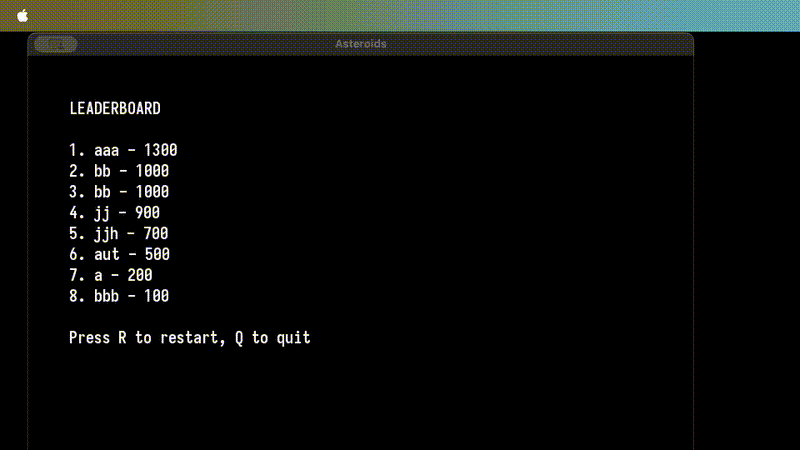 Asteroids
LEADERBOARD
1. aaa - 1300
2. bb - 1000
3. bb - 1000
4. jj - 900
5. jjh - 700
6. aut - 500
7. a - 200
8. bbb - 100
Press R to restart, Q to quit